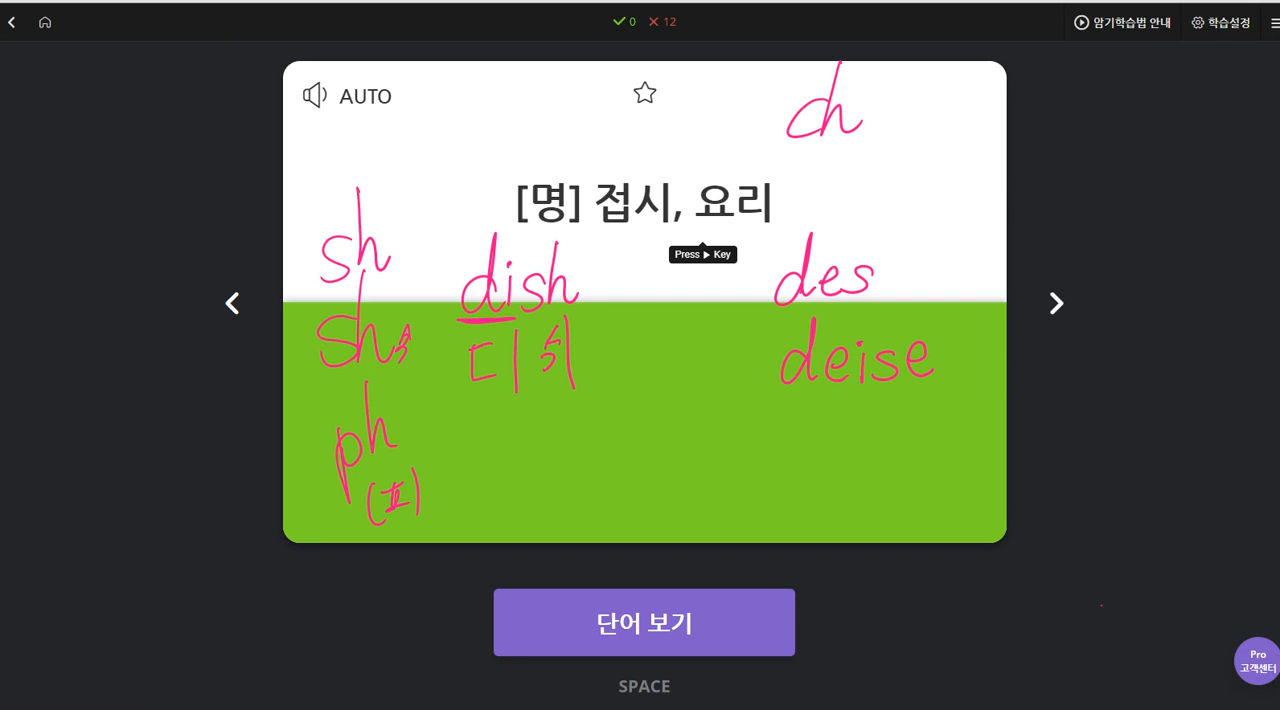 0 12
암기학습법 안내 학습설정
AUTO
ch
[명] 접시, 요리
Press Key
sh
dish
des
sh
디쉬
deise
ph
(프)
단어 보기
SPACE
Pro
고객센터